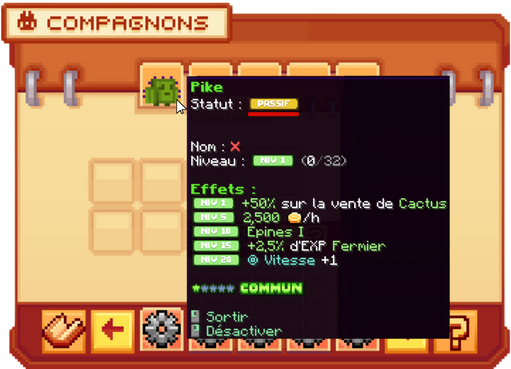 COMPAGNONS
Pike
Statut : PASSIF
Nom : ❌
Niveau : NIV 1 (0/32)
Effets :
NIV 1 +50% sur la vente de Cactus
NIV 5 2,500 /h
NIV 10 Épines I
NIV 15 +2,5% d'EXP Fermier
NIV 20 @ Vitesse +1
★★★★★ COMMUN
Sortir
Désactiver
?